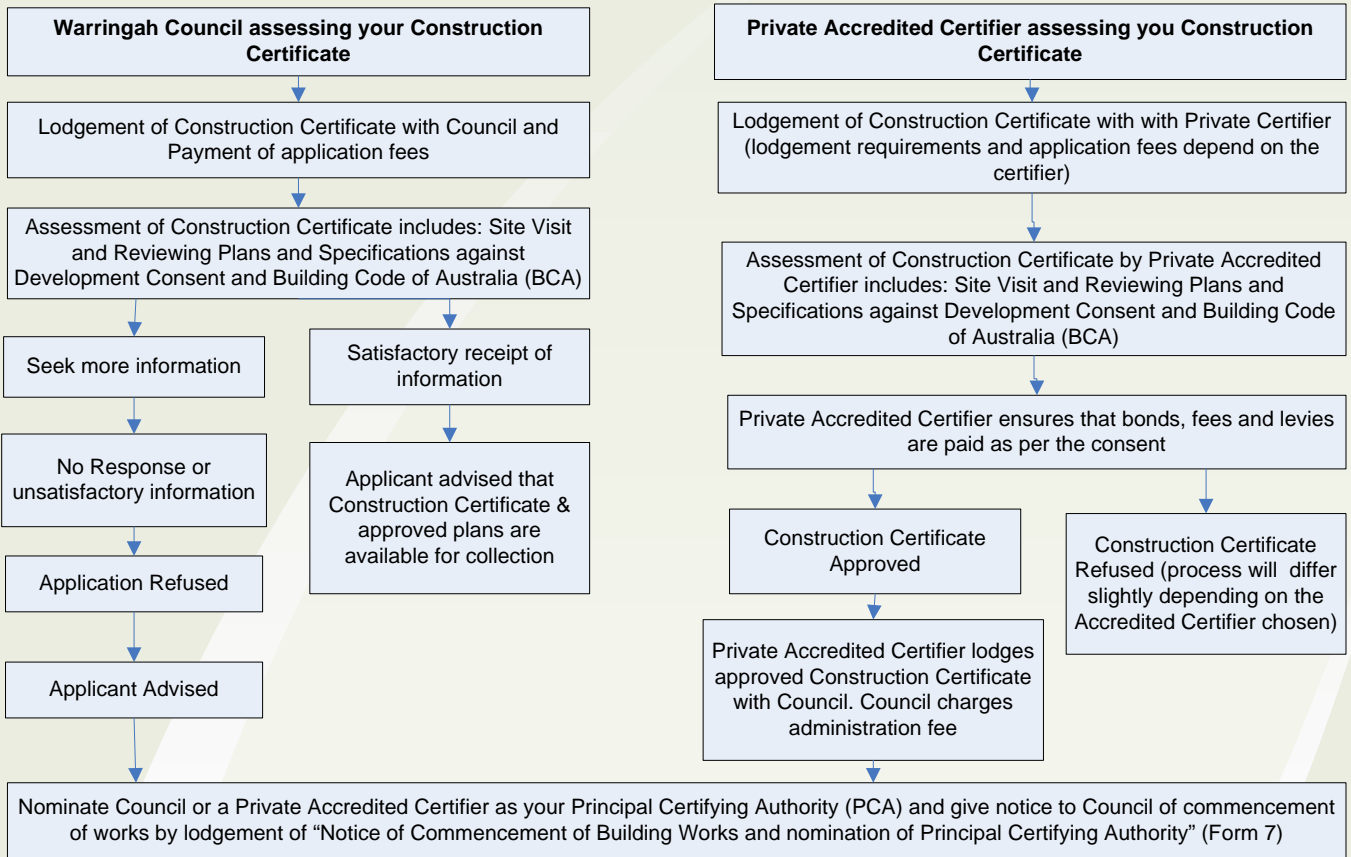 Warringah Council assessing your Construction
Certificate
Lodgement of Construction Certificate with Council and
Payment of application fees
Assessment of Construction Certificate includes: Site Visit
and Reviewing Plans and Specifications against
Development Consent and Building Code of Australia (BCA)
Seek more information
No Response or
unsatisfactory information
Application Refused
Applicant Advised
Satisfactory receipt of
information
Applicant advised that
Construction Certificate &
approved plans are
available for collection
Private Accredited Certifier assessing you Construction
Certificate
Lodgement of Construction Certificate with with Private Certifier
(lodgement requirements and application fees depend on the
certifier)
Assessment of Construction Certificate by Private Accredited
Certifier includes: Site Visit and Reviewing Plans and
Specifications against Development Consent and Building Code
of Australia (BCA)
Private Accredited Certifier ensures that bonds, fees and levies
are paid as per the consent
Construction Certificate
Approved
Private Accredited Certifier lodges
approved Construction Certificate
with Council. Council charges
administration fee
Construction Certificate
Refused (process will differ
slightly depending on the
Accredited Certifier chosen)
Nominate Council or a Private Accredited Certifier as your Principal Certifying Authority (PCA) and give notice to Council of commencement
of works by lodgement of “Notice of Commencement of Building Works and nomination of Principal Certifying Authority” (Form 7)